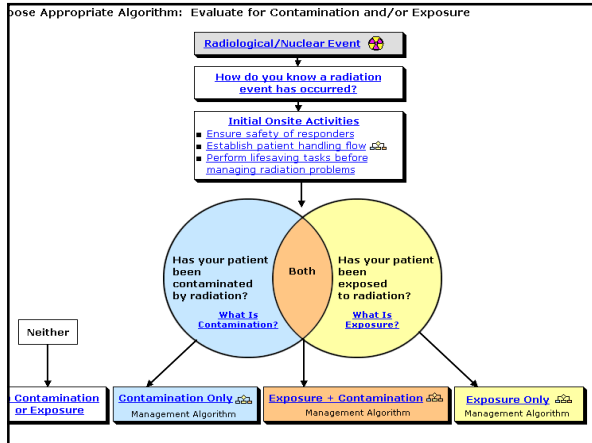 ose Appropriate Algorithm: Evaluate for Contamination and/or Exposure
Radiological/Nuclear Event
How do you know a radiation
event has occurred?
Initial Onsite Activities
Ensure safety of responders
Establish patient handling flow
Perform lifesaving tasks before
managing radiation problems
Has your patient
been
contaminated
by radiation?
What Is
Contamination?
Both
Has your patient
been
exposed
to radiation?
What Is
Exposure?
Neither
Contamination
or Exposure
Contamination Only
Management Algorithm
Exposure + Contamination
Management Algorithm
Exposure Only
Management Algorithm